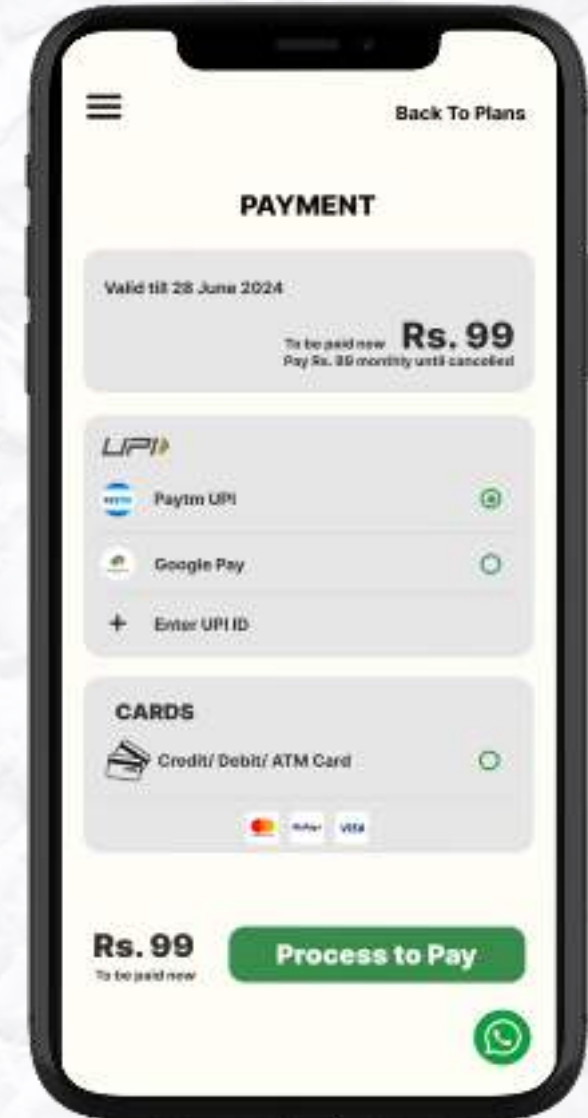 Back To Plans
PAYMENT
Valid till 28 June 2024
To be paid now Rs. 99
Pay Rs. 99 monthly until cancelled
UPI
Paytm UPI
Google Pay
+ Enter UPI ID
CARDS
Credit/ Debit/ ATM Card
VISA
Rs. 99
To be paid now
Process to Pay